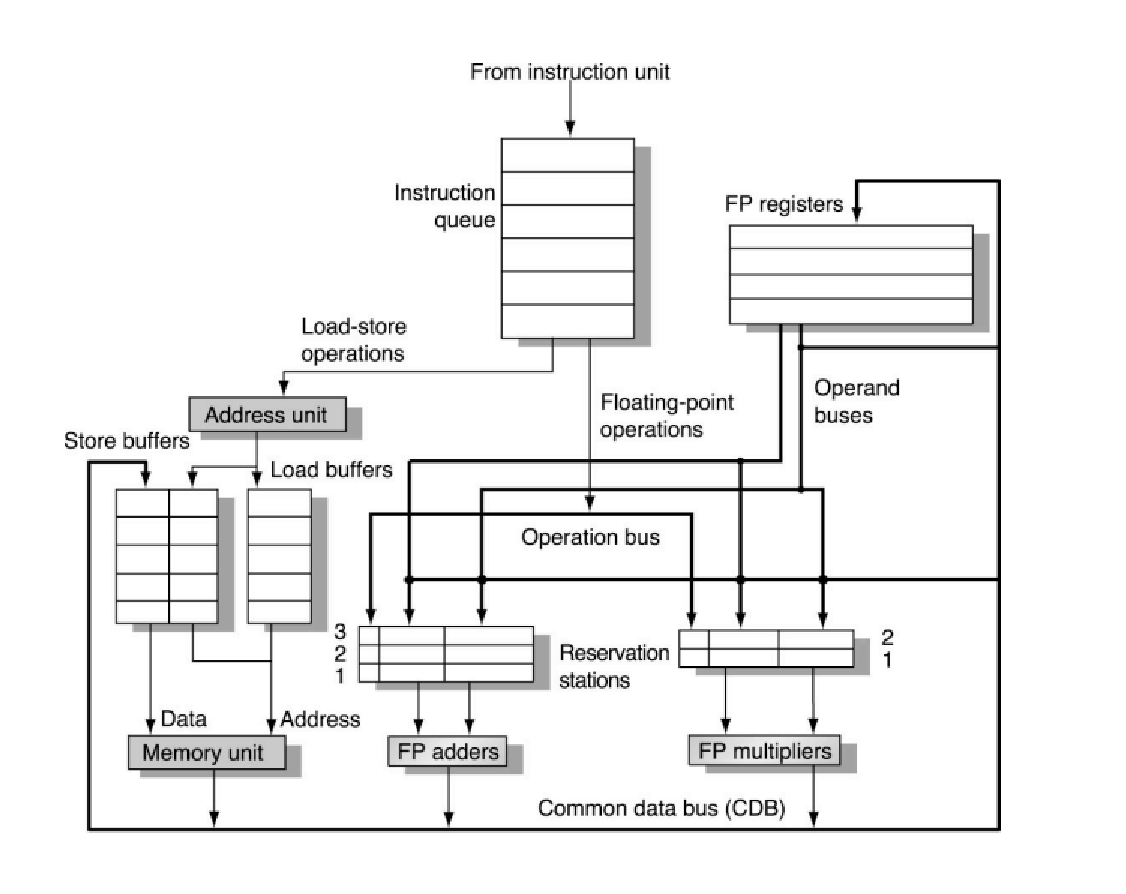 From instruction unit
Instruction
queue
FP registers
Load-store
operations
Operand
buses
Floating-point
operations
Address unit
Store buffers
Load buffers
Operation bus
3
2
1
Reservation
stations
2
1
Data
Address
Memory unit
FP adders
FP multipliers
Common data bus (CDB)